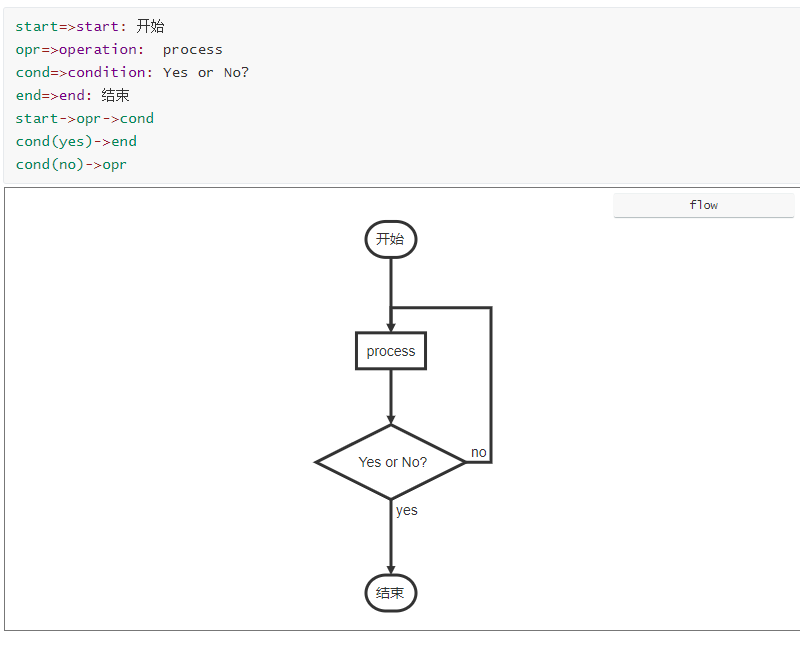 start=>start: 开始
opr=>operation:  process
cond=>condition: Yes or No?
end=>end: 结束
start->opr->cond
cond(yes)->end
cond(no)->opr
flow
开始
process
Yes or No?
no
yes
结束